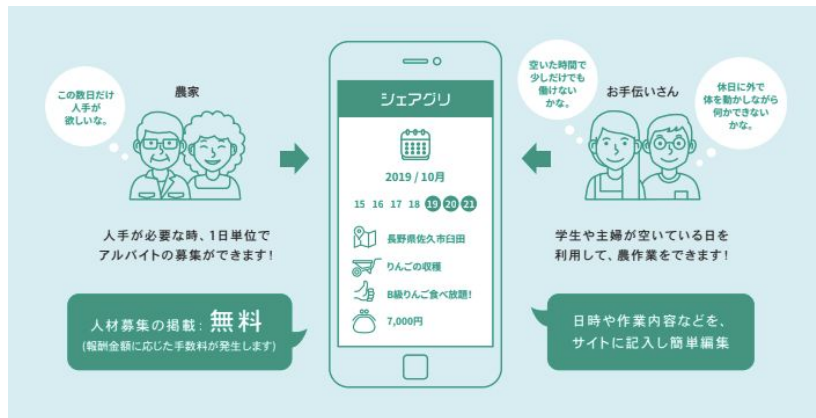 この数日だけ
人手が
欲しいな。
農家
人手が必要な時、1日単位で
アルバイトの募集ができます!
人材募集の掲載: 無料
(報酬金額に応じた手数料が発生します)
シェアグリ
2019 / 10月
15 16 17 18 19 20 21
長野県佐久市臼田
りんごの収穫
B級りんご食べ放題!
7,000円
空いた時間で
少しだけでも
働けない
かな。
お手伝いさん
休日に外で
体を動かしながら
何かできない
かな。
学生や主婦が空いている日を
利用して、農作業をできます!
日時や作業内容などを、
サイトに記入し簡単編集